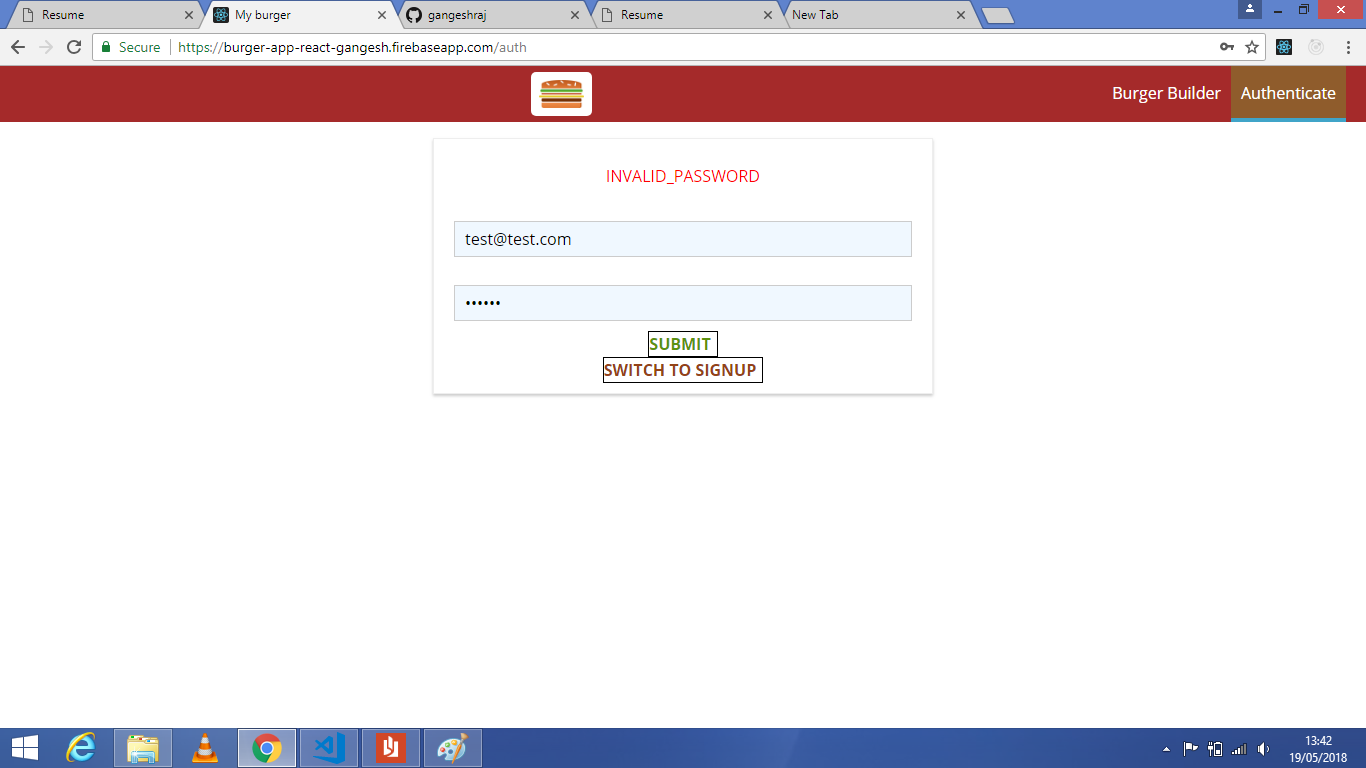 Resume
My burger
gangeshraj
Resume
New Tab
Secure
https://burger-app-react-gangesh.firebaseapp.com/auth
Burger Builder
Authenticate
INVALID_PASSWORD
test@test.com
••••••
SUBMIT
SWITCH TO SIGNUP
13:42
19/05/2018